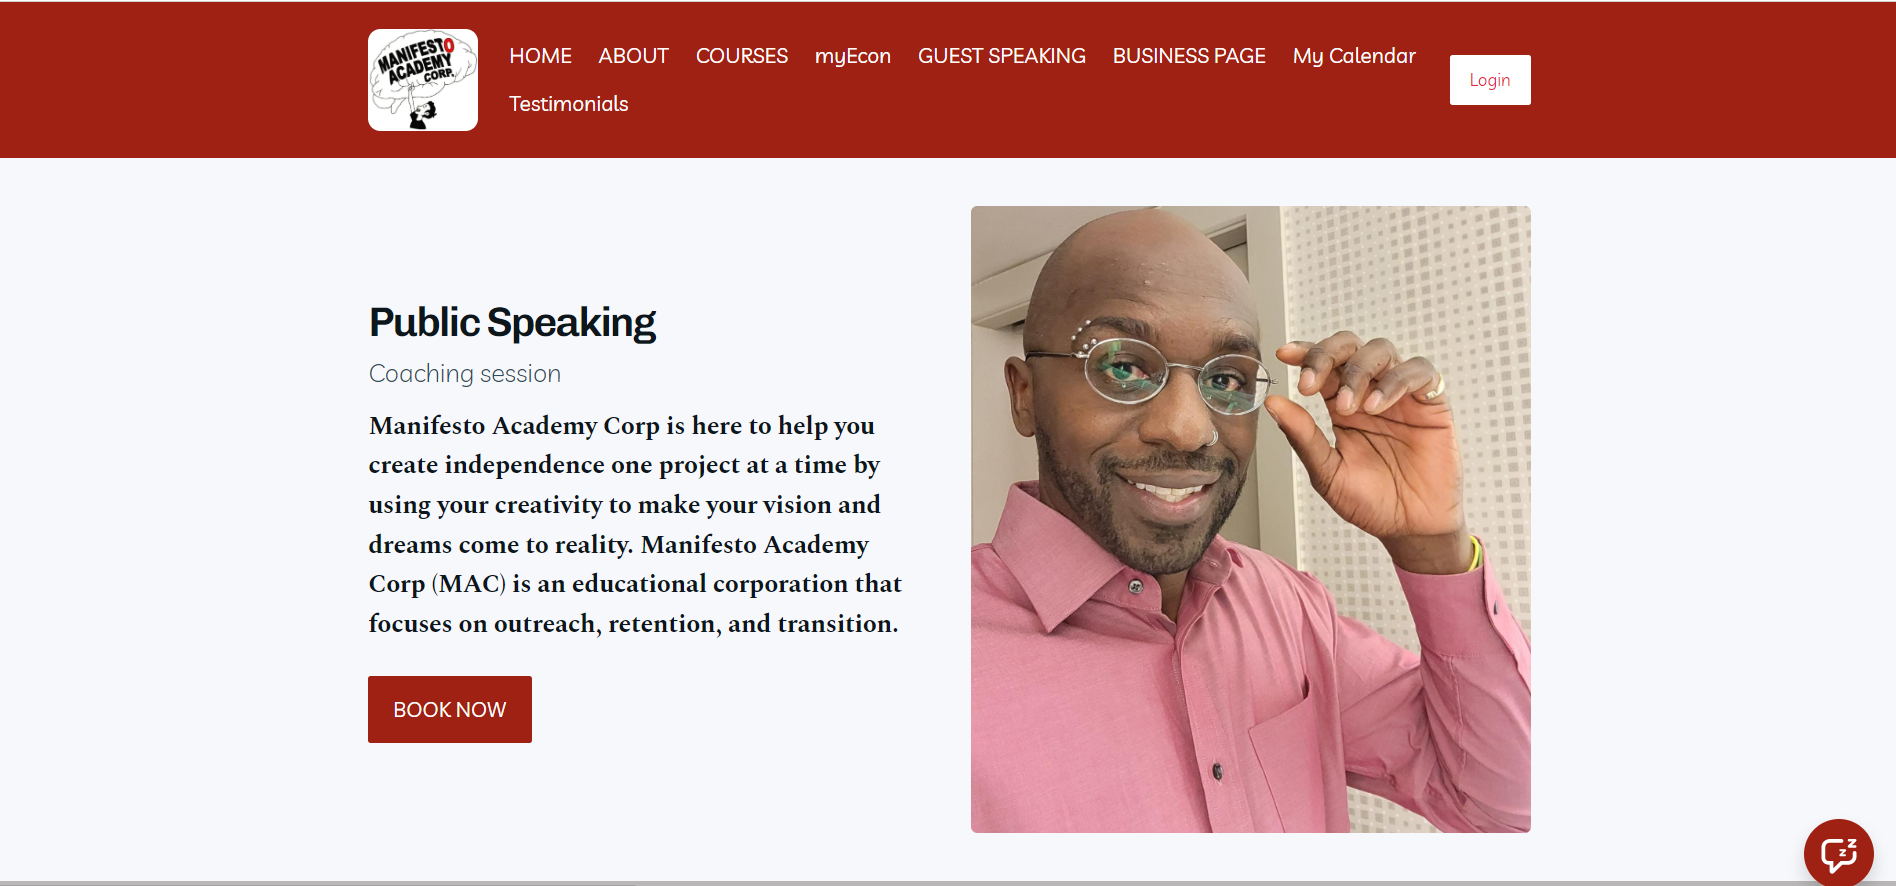 MANIFESTO
ACADEMY
CORP.
HOME ABOUT COURSES myEcon GUEST SPEAKING BUSINESS PAGE My Calendar
Testimonials
Login
Public Speaking
Coaching session
Manifesto Academy Corp is here to help you
create independence one project at a time by
using your creativity to make your vision and
dreams come to reality. Manifesto Academy
Corp (MAC) is an educational corporation that
focuses on outreach, retention, and transition.
BOOK NOW
z z